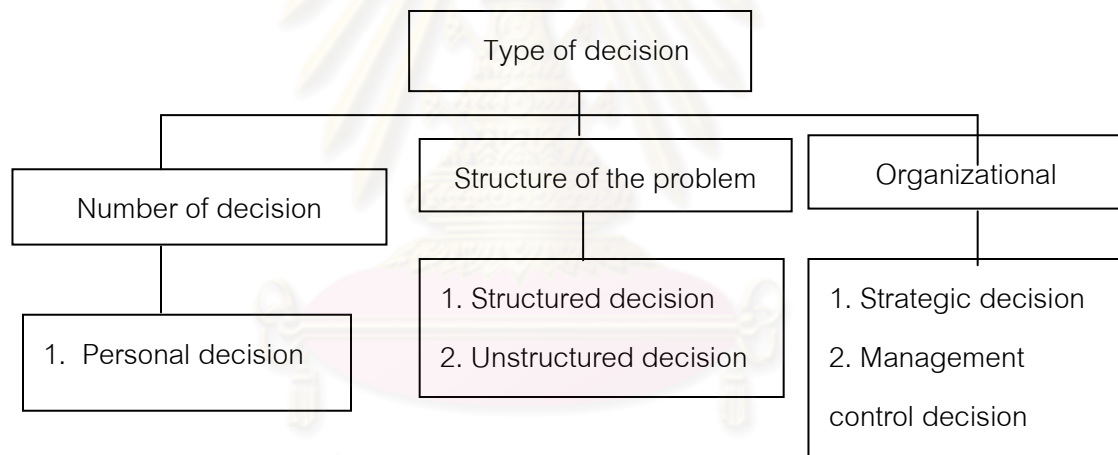 Type of decision
Number of decision
Structure of the problem
Organizational
1. Personal decision
1. Structured decision
2. Unstructured decision
1. Strategic decision
2. Management
control decision